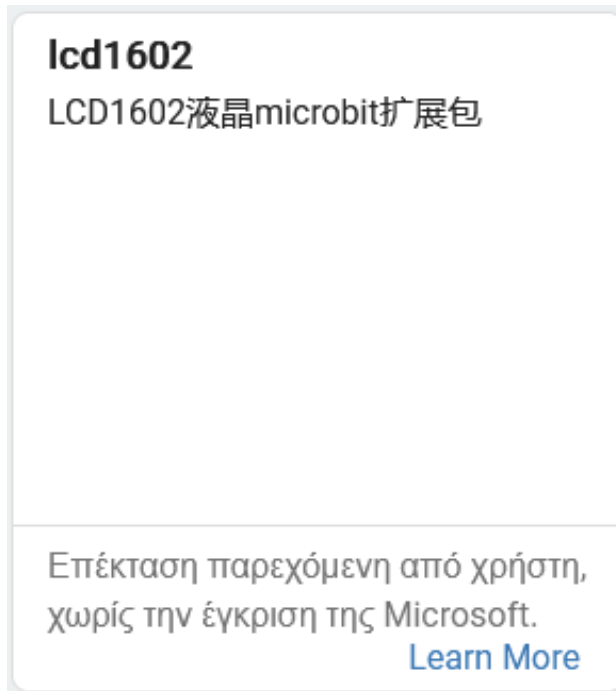 lcd1602
LCD1602液晶microbit扩展包
Επέκταση παρεχόμενη από χρήστη,
χωρίς την έγκριση της Microsoft.
Learn More